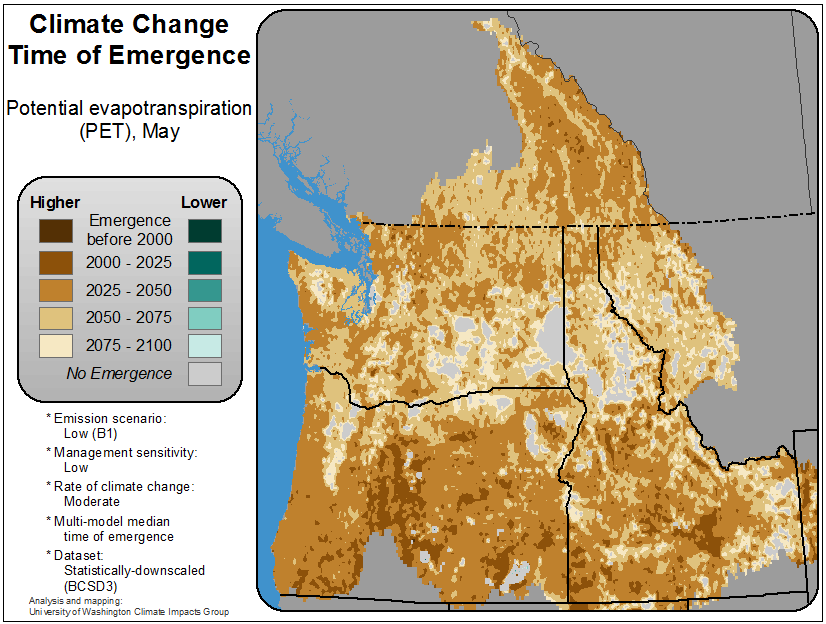 Climate Change
Time of Emergence
Potential evapotranspiration
(PET), May
Higher Lower
Emergence
before 2000
2000 - 2025
2025 - 2050
2050 - 2075
2075 - 2100
No Emergence
* Emission scenario:
Low (B1)
* Management sensitivity:
Low
* Rate of climate change:
Moderate
* Multi-model median
time of emergence
* Dataset:
Statistically-downscaled
(BCSD3)
Analysis and mapping:
University of Washington Climate Impacts Group